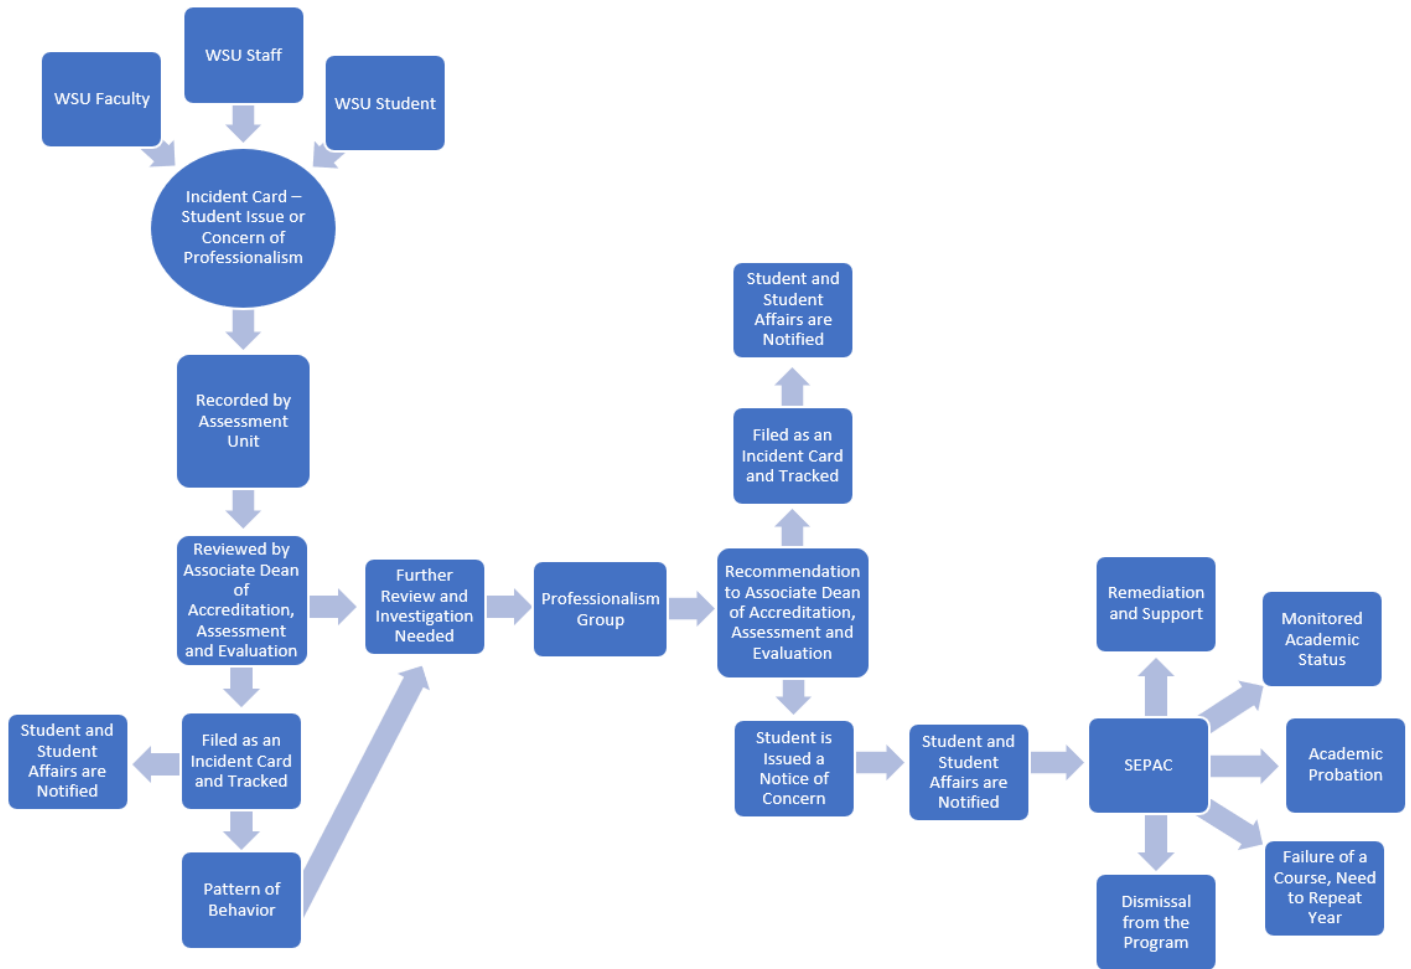 WSU Faculty
WSU Staff
WSU Student
Incident Card –
Student Issue or
Concern of
Professionalism
Recorded by
Assessment
Unit
Reviewed by
Associate Dean
of
Accreditation,
Assessment
and Evaluation
Student and
Student
Affairs are
Notified
Filed as an
Incident Card
and Tracked
Pattern of
Behavior
Further
Review and
Investigation
Needed
Professionalism
Group
Recommendation
to Associate Dean
of Accreditation,
Assessment and
Evaluation
Filed as an
Incident Card
and Tracked
Student and
Student
Affairs are
Notified
Student is
Issued a
Notice of
Concern
Student and
Student
Affairs are
Notified
SEPAC
Remediation
and Support
Monitored
Academic
Status
Academic
Probation
Failure of a
Course, Need
to Repeat
Year
Dismissal
from the
Program